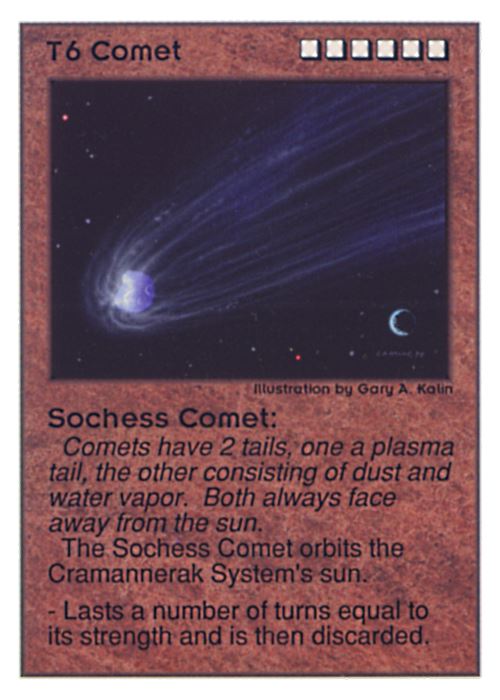 T6 Comet
Illustration by Gary A. Kalin
Sochess Comet:
Comets have 2 tails, one a plasma
tail, the other consisting of dust and
water vapor. Both always face
away from the sun.
The Sochess Comet orbits the
Cramannerak System's sun.
- Lasts a number of turns equal to
its strength and is then discarded.